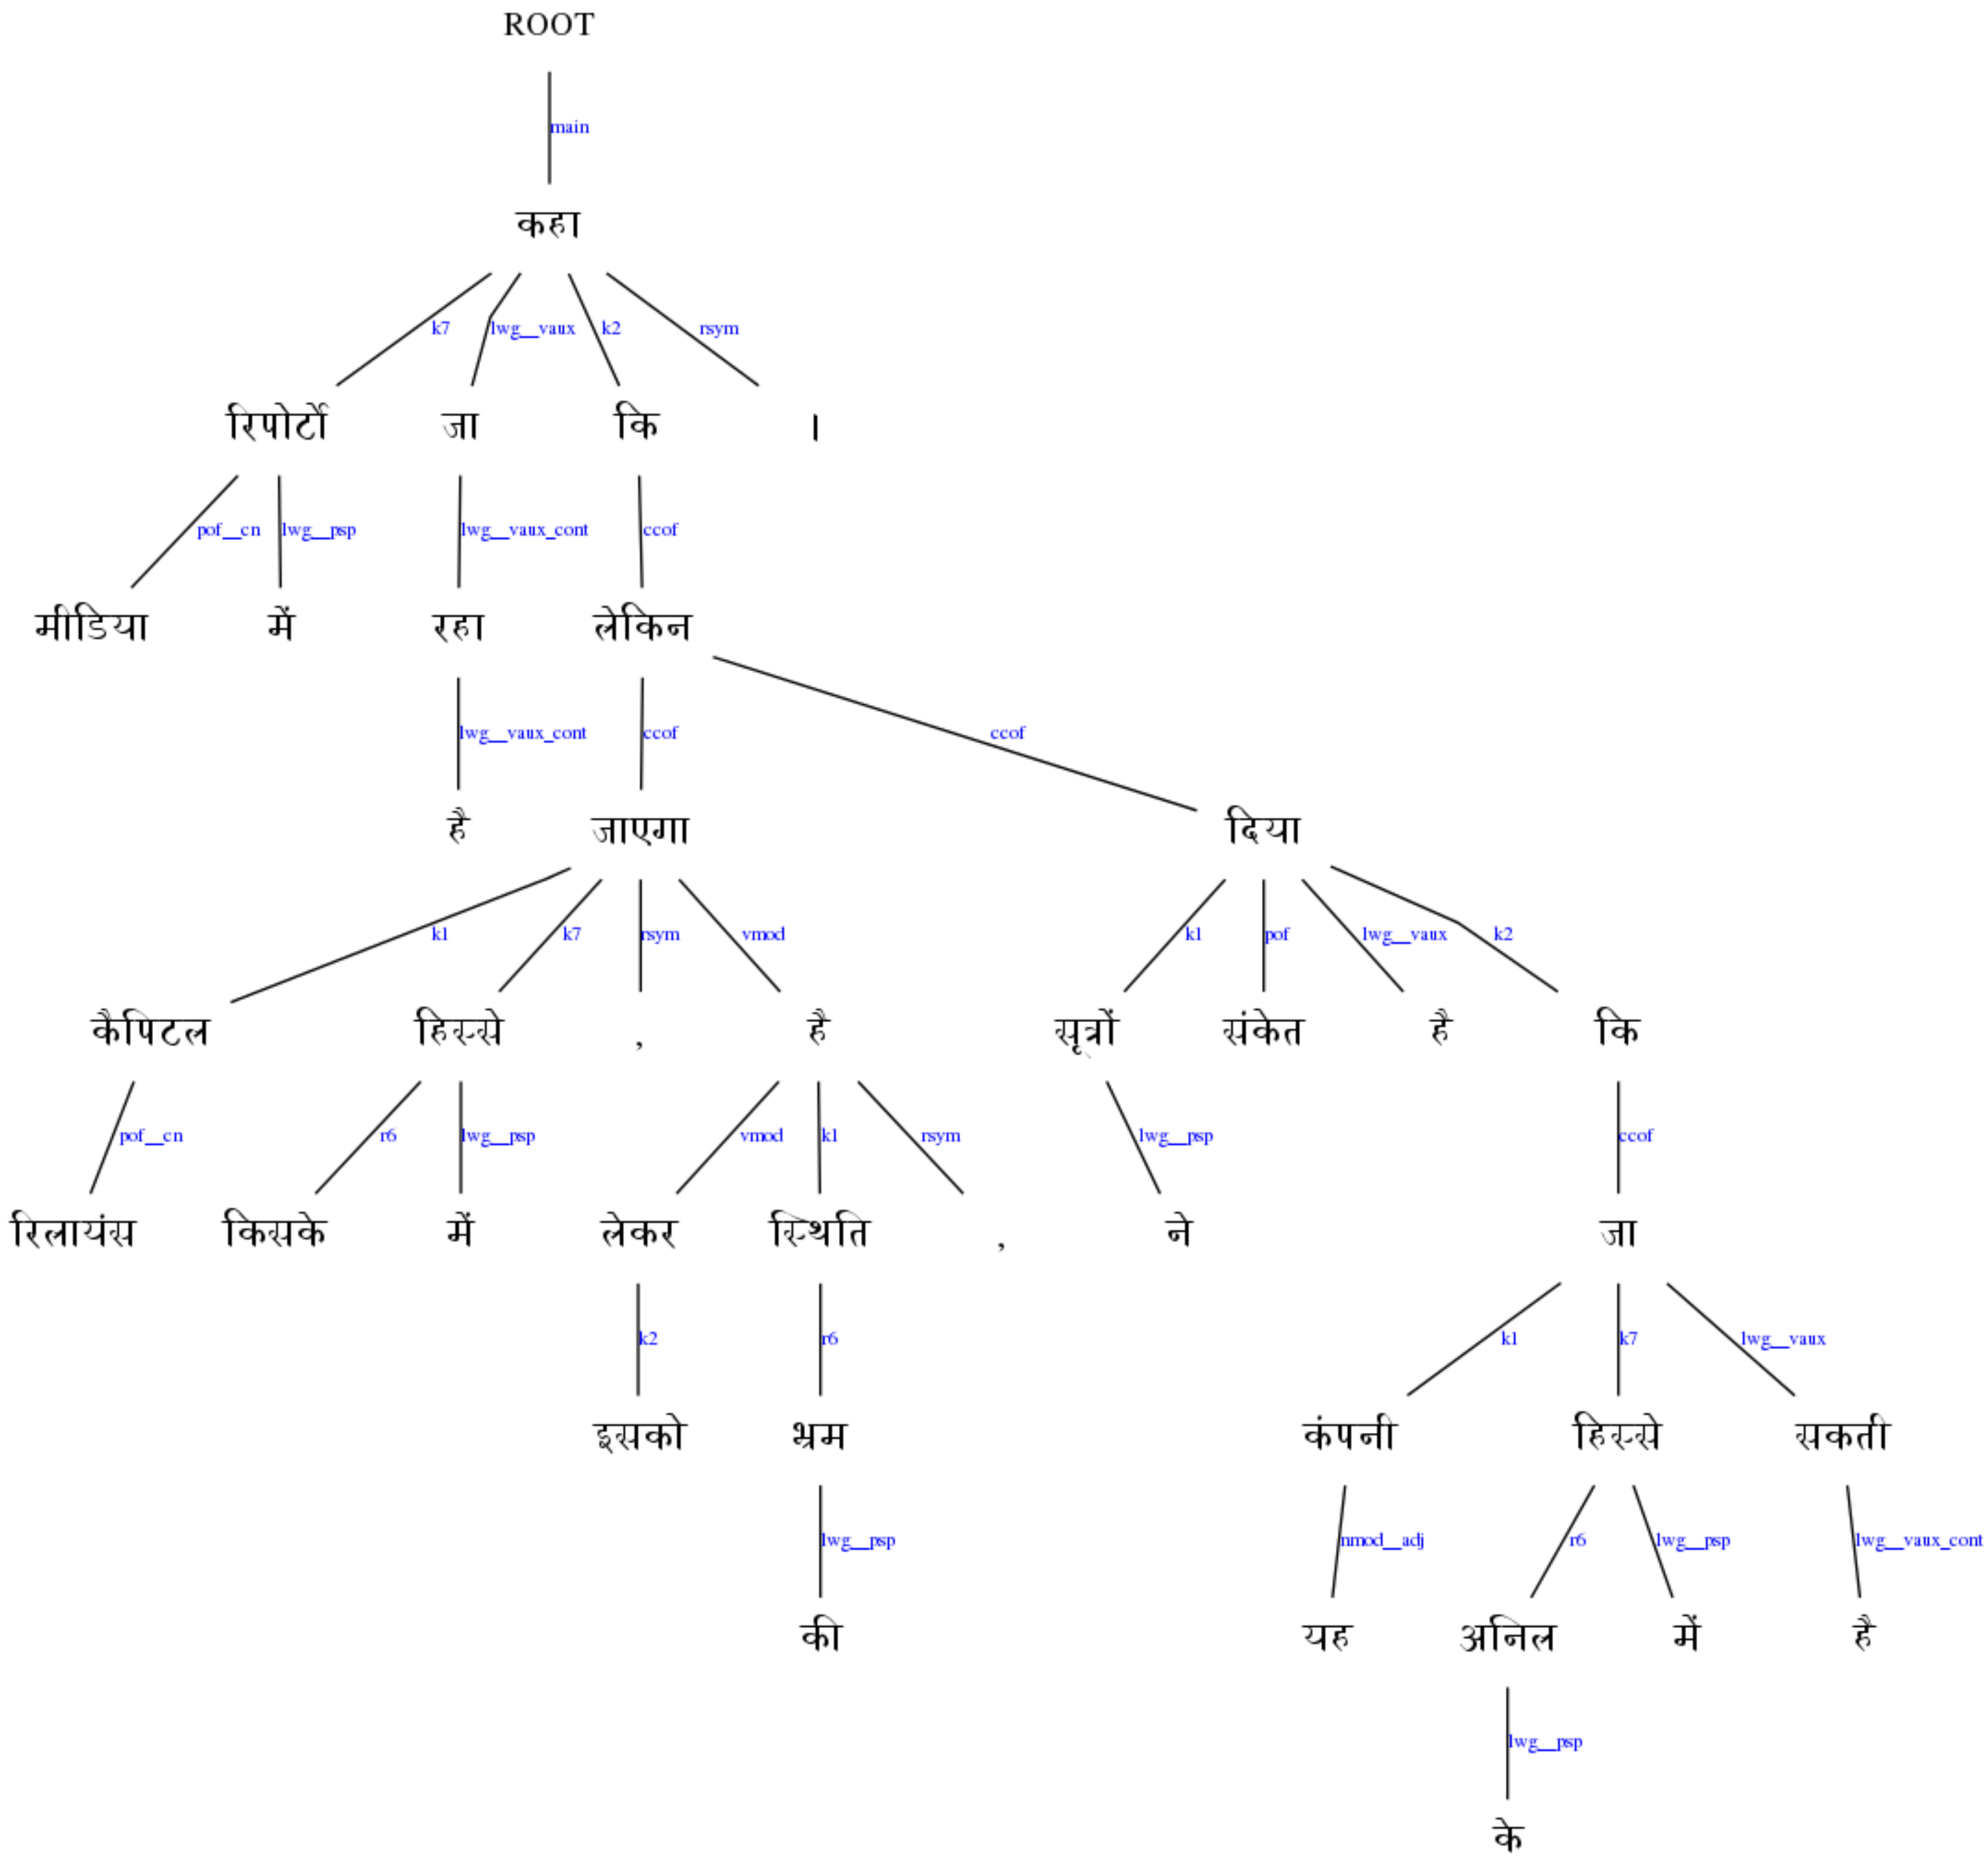 ROOT
main
कहा
k7 lwg__vaux k2 rsym
रिपोर्टों जा कि ।
pof__cn lwg__psp lwg__vaux_cont ccof
मीडिया में रहा लेकिन
lwg__vaux_cont ccof ccof
है जाएगा दिया
k1 k7 rsym vmod k1 pof lwg__vaux k2
कैपिटल हिस्से , है सूत्रों संकेत है कि
pof__cn r6 lwg__psp vmod k1 rsym lwg__psp ccof
रिलायंस किसके में लेकर स्थिति , ने जा
k2 r6 k1 k7 lwg__vaux
इसको भ्रम कंपनी हिस्से सकती
lwg__psp nmod__adj r6 lwg__psp lwg__vaux_cont
की यह अनिल में है
lwg__psp
के